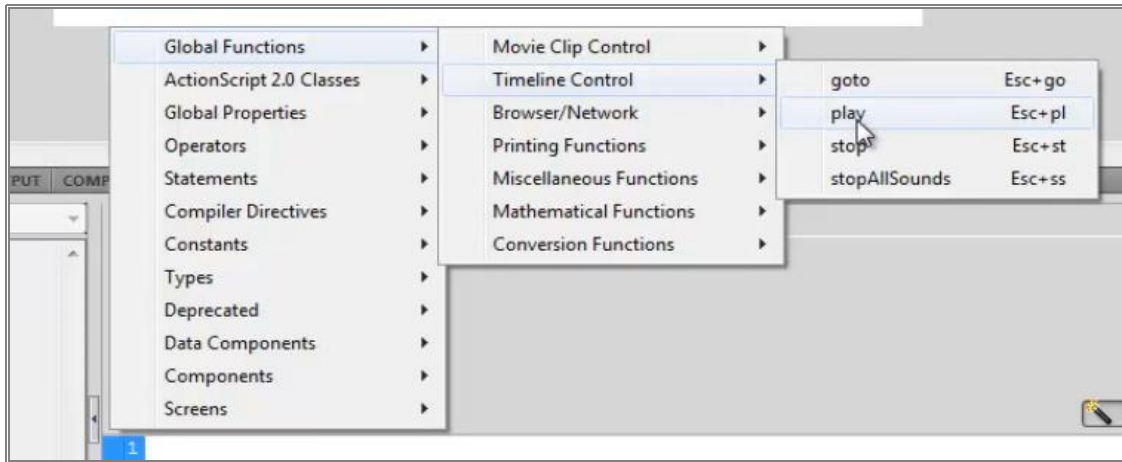 Global Functions
ActionScript 2.0 Classes
Global Properties
Operators
Statements
Compiler Directives
Constants
Types
Deprecated
Data Components
Components
Screens
Movie Clip Control
Timeline Control
Browser/Network
Printing Functions
Miscellaneous Functions
Mathematical Functions
Conversion Functions
goto Esc+go
play Esc+pl
stop Esc+st
stopAllSounds Esc+ss
PUT COMP
1